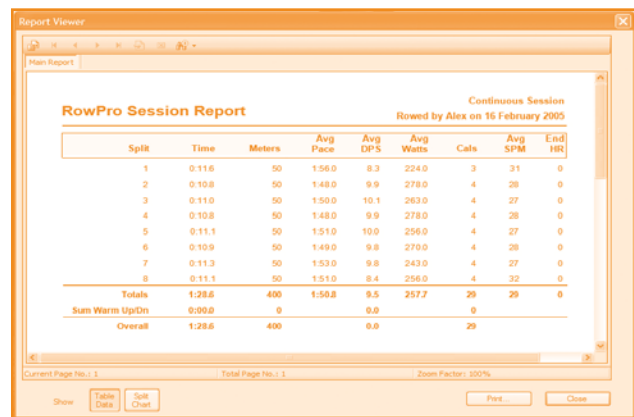 Report Viewer
Main Report
Continuous Session
RowPro Session Report
Rowed by Alex on 16 February 2005
Split Time Meters Avg Pace Avg DPS Avg Watts Cals Avg SPM End HR
1 0:11.6 50 1:56.0 8.3 224.0 3 31 0
2 0:10.8 50 1:48.0 9.9 278.0 4 28 0
3 0:11.0 50 1:50.0 10.1 263.0 4 27 0
4 0:10.8 50 1:48.0 9.9 278.0 4 28 0
5 0:11.1 50 1:51.0 10.0 256.0 4 27 0
6 0:10.9 50 1:49.0 9.8 270.0 4 28 0
7 0:11.3 50 1:53.0 9.8 243.0 4 27 0
8 0:11.1 50 1:51.0 8.4 256.0 4 32 0
Totals 1:28.6 400 1:50.8 9.5 257.7 29 29 0
Sum Warm Up/Dn 0:00.0 0 0.0 0
Overall 1:28.6 400 0.0 29
Current Page No.: 1 Total Page No.: 1 Zoom Factor: 100%
Show Table Data Split Chart Print... Close